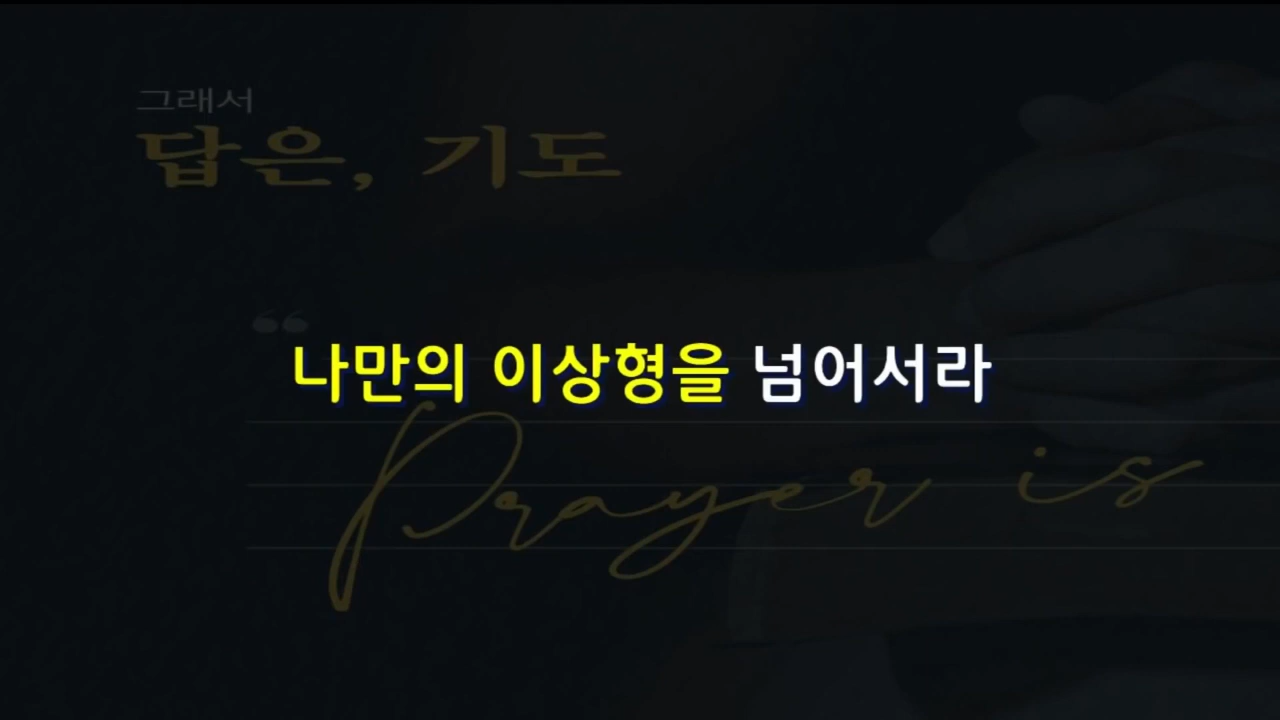 그래서
답은, 기도
“
나만의 이상형을 넘어서라
Prayer is